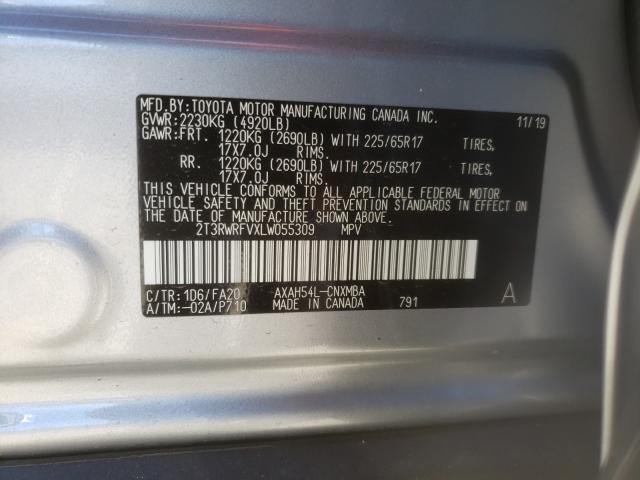 MFD.BY:TOYOTA MOTOR MANUFACTURING CANADA INC.
GVWR:2230KG (4920LB) 11/19
GAWR:FRT. 1220KG (2690LB) WITH 225/65R17 TIRES,
17X7.0J RIMS.
RR. 1220KG (2690LB) WITH 225/65R17 TIRES,
17X7.0J RIMS.
THIS VEHICLE CONFORMS TO ALL APPLICABLE FEDERAL MOTOR
VEHICLE SAFETY AND THEFT PREVENTION STANDARDS IN EFFECT ON
THE DATE OF MANUFACTURE SHOWN ABOVE.
2T3RWRFVXLW055309 MPV
C/TR:1D6/FA20 AXAH54L-CNXMBA A
A/TM:-02A/P710 MADE IN CANADA 791